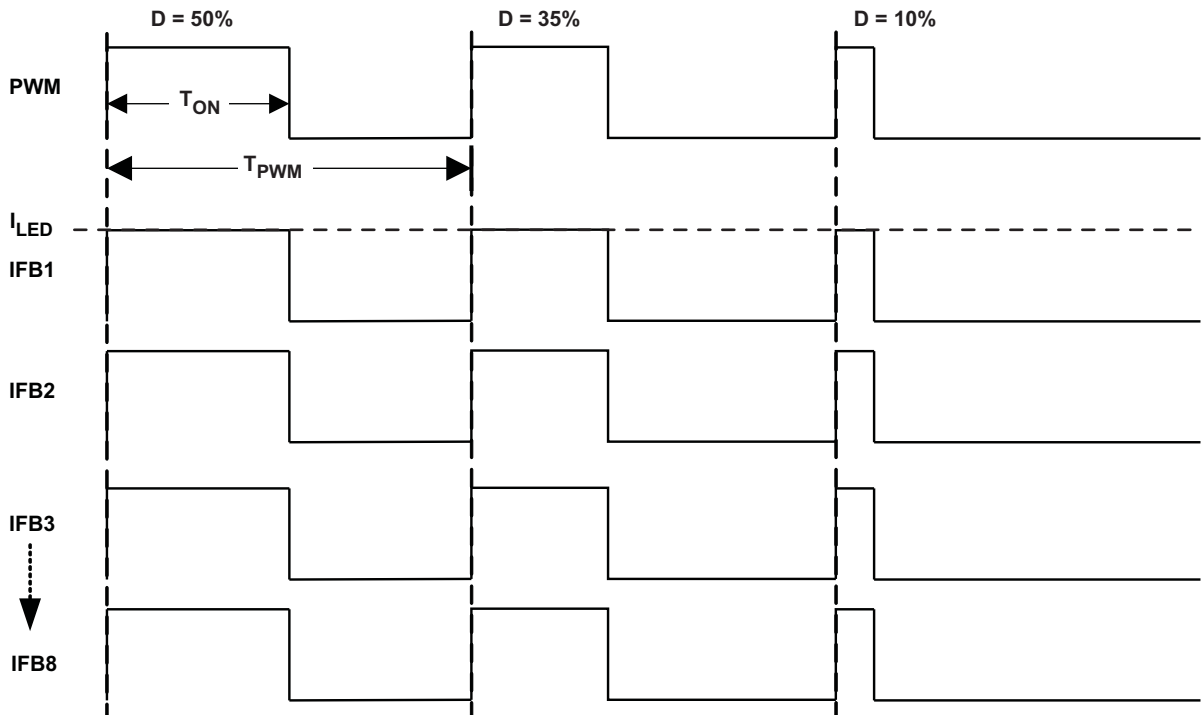 D = 50% D = 35% D = 10%
PWM
TON
TPWM
ILED
IFB1
IFB2
IFB3
IFB8